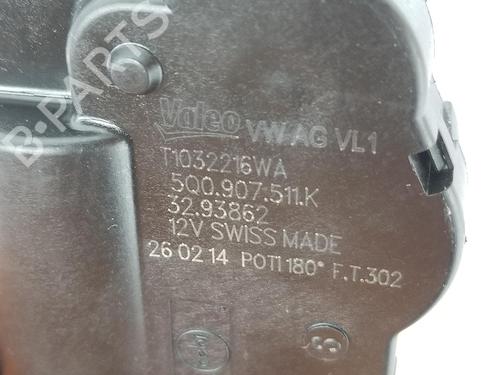 B-PARTS
Valeo VW AG VL1
T1032216WA
5Q0.907.511.K
32.93862
12V SWISS MADE
26 02 14 POTI 180° F.T.302